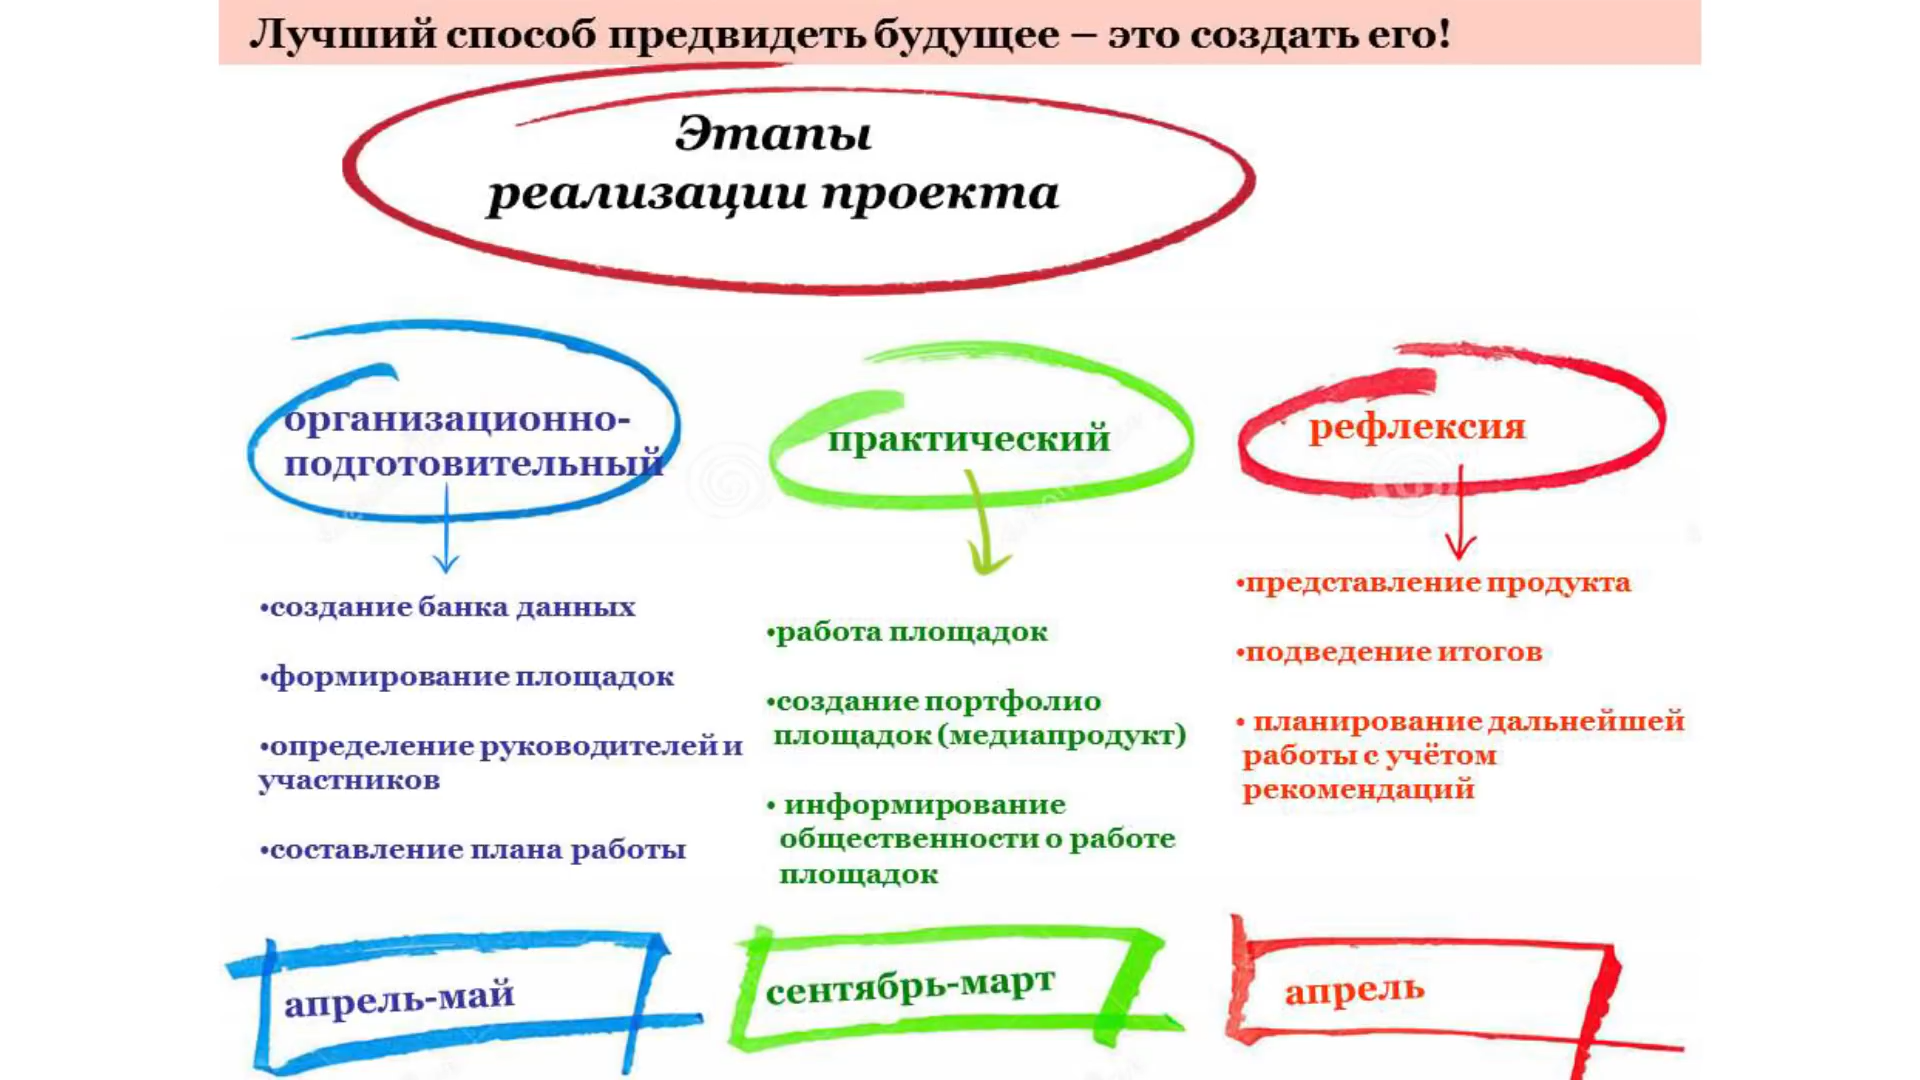 Лучший способ предвидеть будущее – это создать его!
Этапы
реализации проекта
организационно-
подготовительный
•создание банка данных
•формирование площадок
•определение руководителей и
участников
•составление плана работы
апрель-май
практический
•работа площадок
•создание портфолио
площадок (медиапродукт)
• информирование
общественности о работе
площадок
сентябрь-март
рефлексия
•представление продукта
•подведение итогов
• планирование дальнейшей
работы с учётом
рекомендаций
апрель